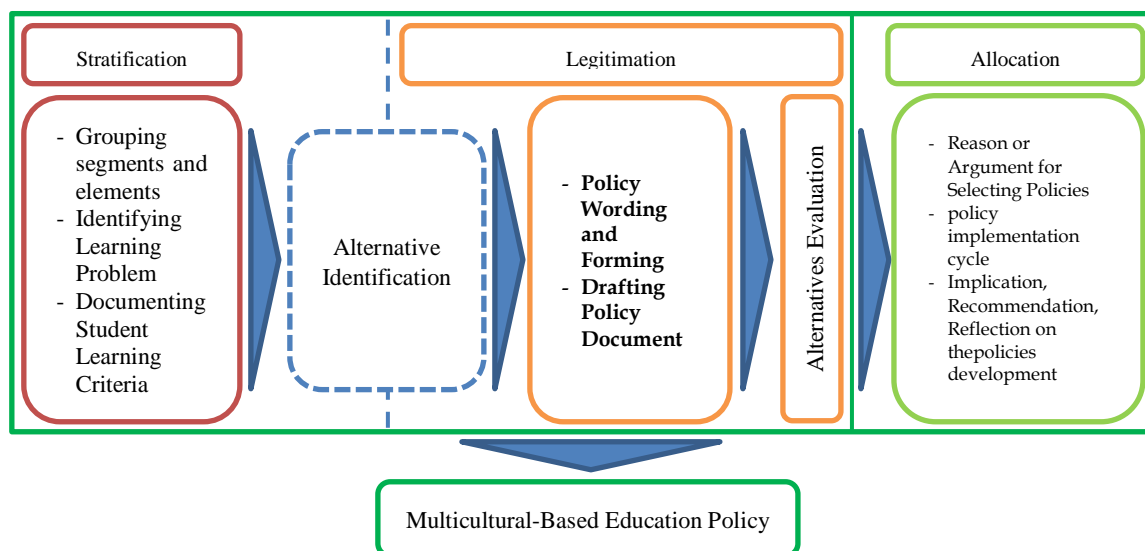 Stratification
Legitimation
Allocation
- Grouping
segments and
elements
- Identifying
Learning
Problem
- Documenting
Student
Learning
Criteria
Alternative
Identification
- Policy
Wording
and
Forming
- Drafting
Policy
Document
Alternatives Evaluation
- Reason or
Argument for
Selecting Policies
- policy
implementation
cycle
- Implication,
Recommendation,
Reflection on
thepolicies
development
Multicultural-Based Education Policy